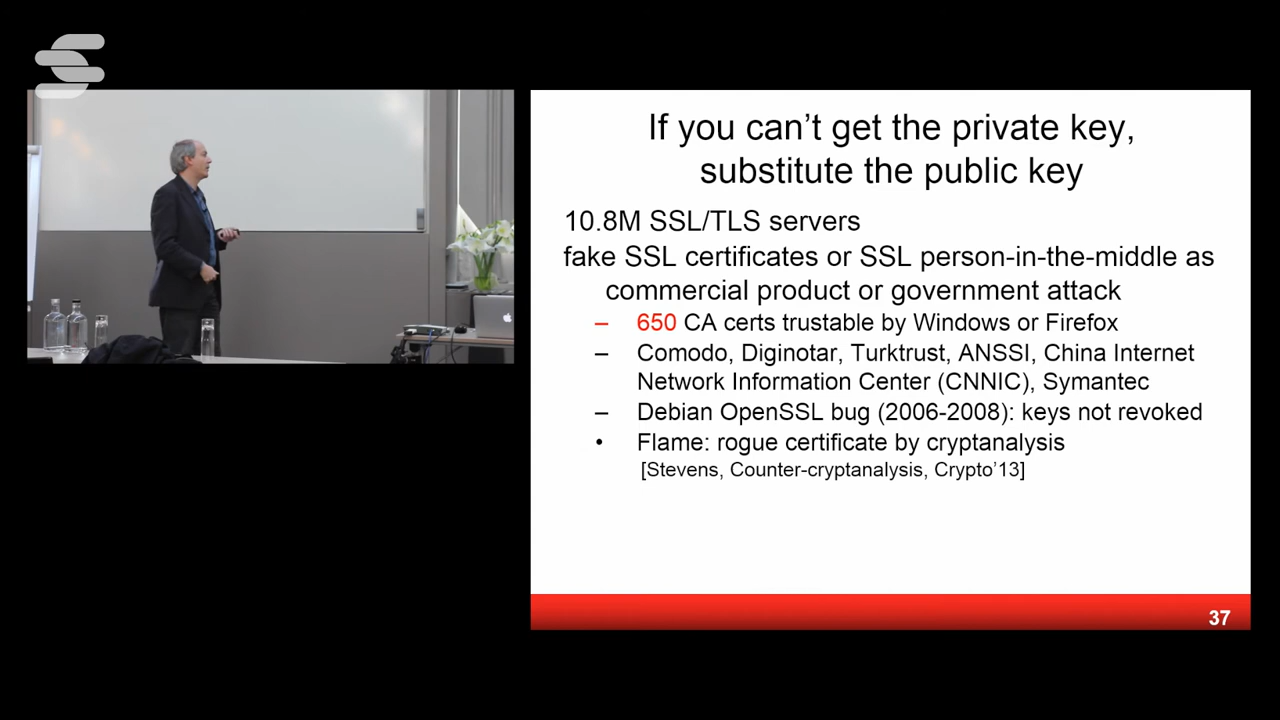 If you can't get the private key,
substitute the public key
10.8M SSL/TLS servers
fake SSL certificates or SSL person-in-the-middle as
commercial product or government attack
– 650 CA certs trustable by Windows or Firefox
– Comodo, Diginotar, Turktrust, ANSSI, China Internet
Network Information Center (CNNIC), Symantec
– Debian OpenSSL bug (2006-2008): keys not revoked
• Flame: rogue certificate by cryptanalysis
[Stevens, Counter-cryptanalysis, Crypto'13]
37